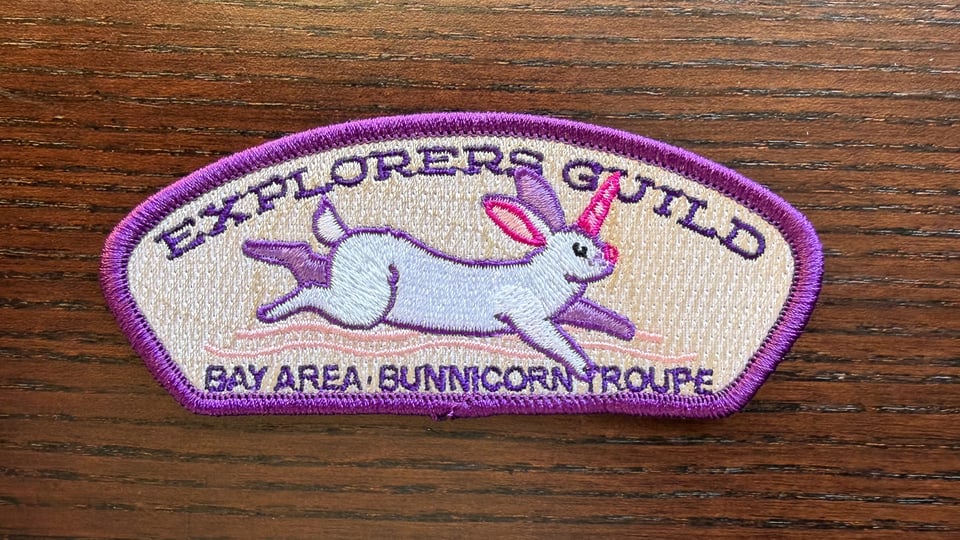 EXPLORERS GUILD
BAY AREA · BUNNICORN TROUPE